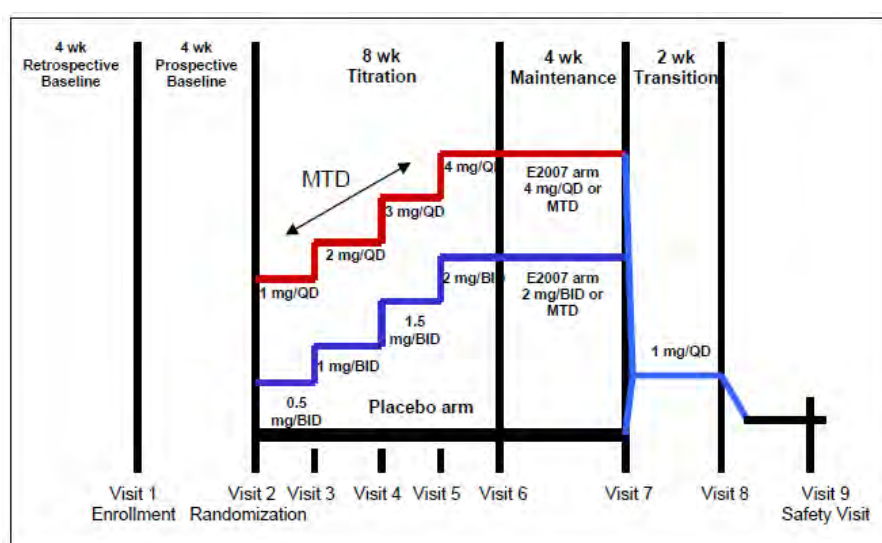 4 wk
Retrospective
Baseline
4 wk
Prospective
Baseline
8 wk
Titration
4 wk
Maintenance
2 wk
Transition
MTD
4 mg/QD
3 mg/QD
2 mg/QD
1 mg/QD
E2007 arm
4 mg/QD or
MTD
2 mg/BID
1.5
mg/BID
1 mg/BID
0.5
mg/BID
E2007 arm
2 mg/BID or
MTD
1 mg/QD
Placebo arm
Visit 1
Enrollment
Visit 2
Randomization
Visit 3
Visit 4
Visit 5
Visit 6
Visit 7
Visit 8
Visit 9
Safety Visit